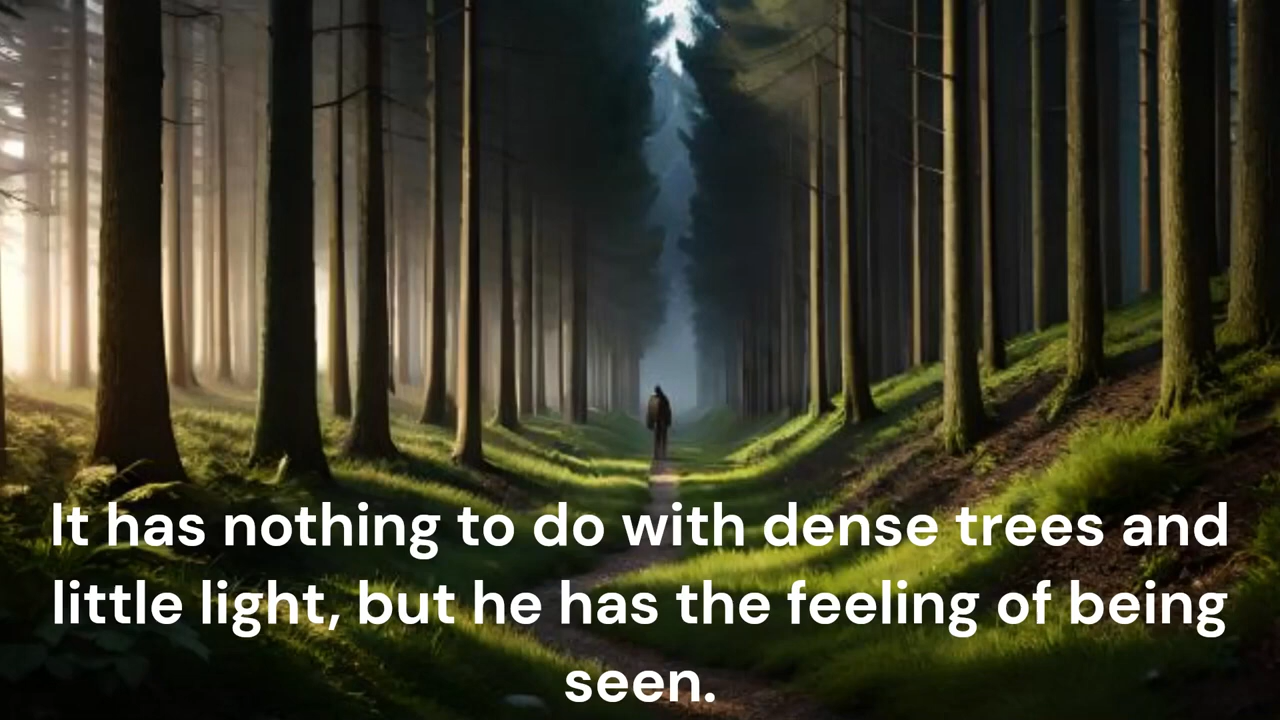 It has nothing to do with dense trees and
little light, but he has the feeling of being
seen.